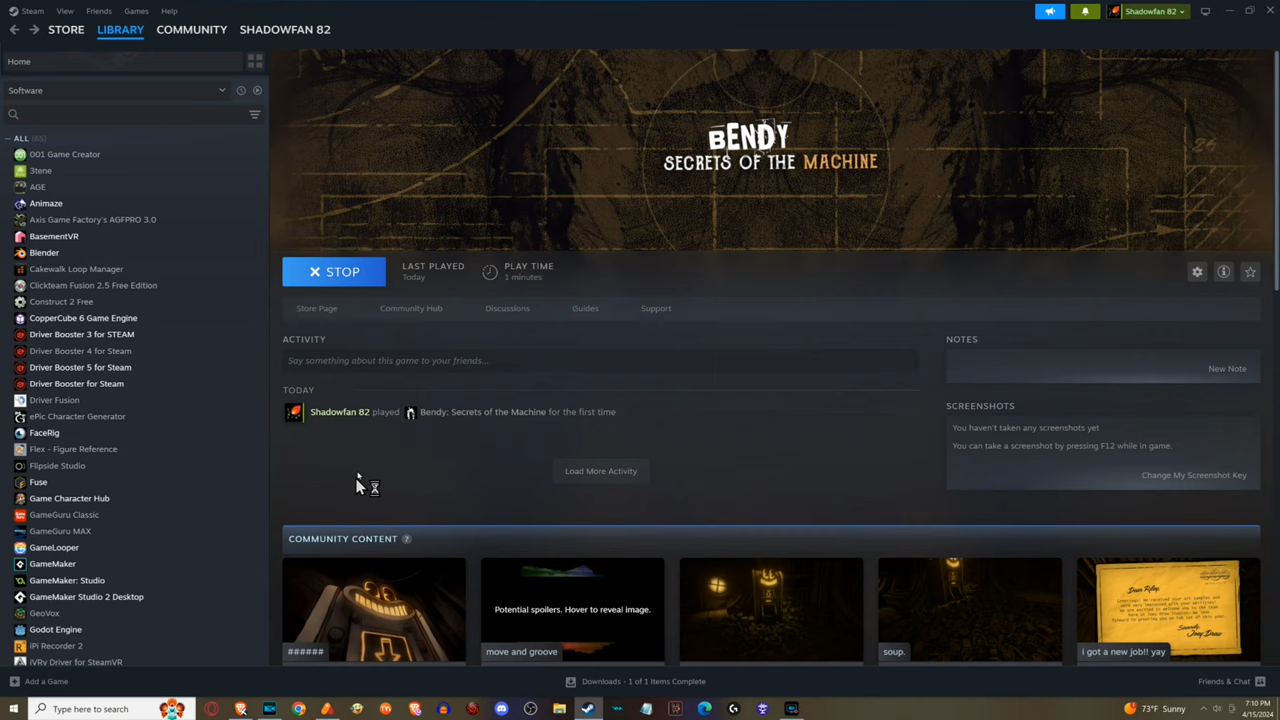 Steam View Friends Games Help
Shadowfan 82
STORE LIBRARY COMMUNITY SHADOWFAN 82
Home
Software
ALL (65)
001 Game Creator
3tene
AGE
Animaze
Axis Game Factory's AGFPRO 3.0
BasementVR
Blender
Cakewalk Loop Manager
Clickteam Fusion 2.5 Free Edition
Construct 2 Free
CopperCube 6 Game Engine
Driver Booster 3 for STEAM
Driver Booster 4 for Steam
Driver Booster 5 for Steam
Driver Booster for Steam
Driver Fusion
ePic Character Generator
FaceRig
Flex - Figure Reference
Flipside Studio
Fuse
Game Character Hub
GameGuru Classic
GameGuru MAX
GameLooper
GameMaker
GameMaker: Studio
GameMaker Studio 2 Desktop
GeoVox
Godot Engine
iPi Recorder 2
iVRy Driver for SteamVR
BENDY
SECRETS OF THE MACHINE
STOP
LAST PLAYED
Today
PLAY TIME
1 minutes
Store Page Community Hub Discussions Guides Support
ACTIVITY
Say something about this game to your friends...
TODAY
Shadowfan 82 played Bendy: Secrets of the Machine for the first time
Load More Activity
NOTES
New Note
SCREENSHOTS
You haven't taken any screenshots yet
You can take a screenshot by pressing F12 while in game.
Change My Screenshot Key
COMMUNITY CONTENT ?
######
Potential spoilers. Hover to reveal image.
move and groove
soup.
Dear Riley,
Sincerely,
Joey Drew
i got a new job!! yay
Add a Game
Downloads - 1 of 1 Items Complete
Friends & Chat
Type here to search
73°F Sunny
7:10 PM
4/15/2024